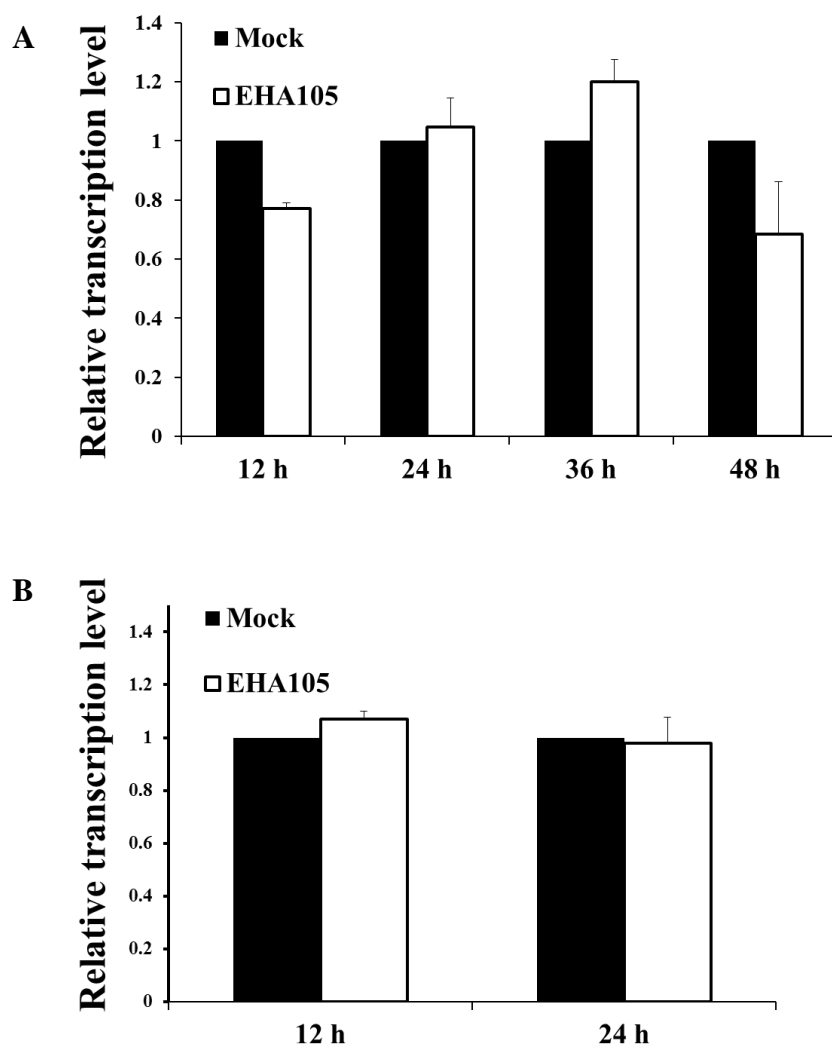 A
Relative transcription level
1.4
1.2
1
0.8
0.6
0.4
0.2
0
Mock
EHA105
12 h
24 h
36 h
48 h
B
Relative transcription level
1.4
1.2
1
0.8
0.6
0.4
0.2
0
Mock
EHA105
12 h
24 h